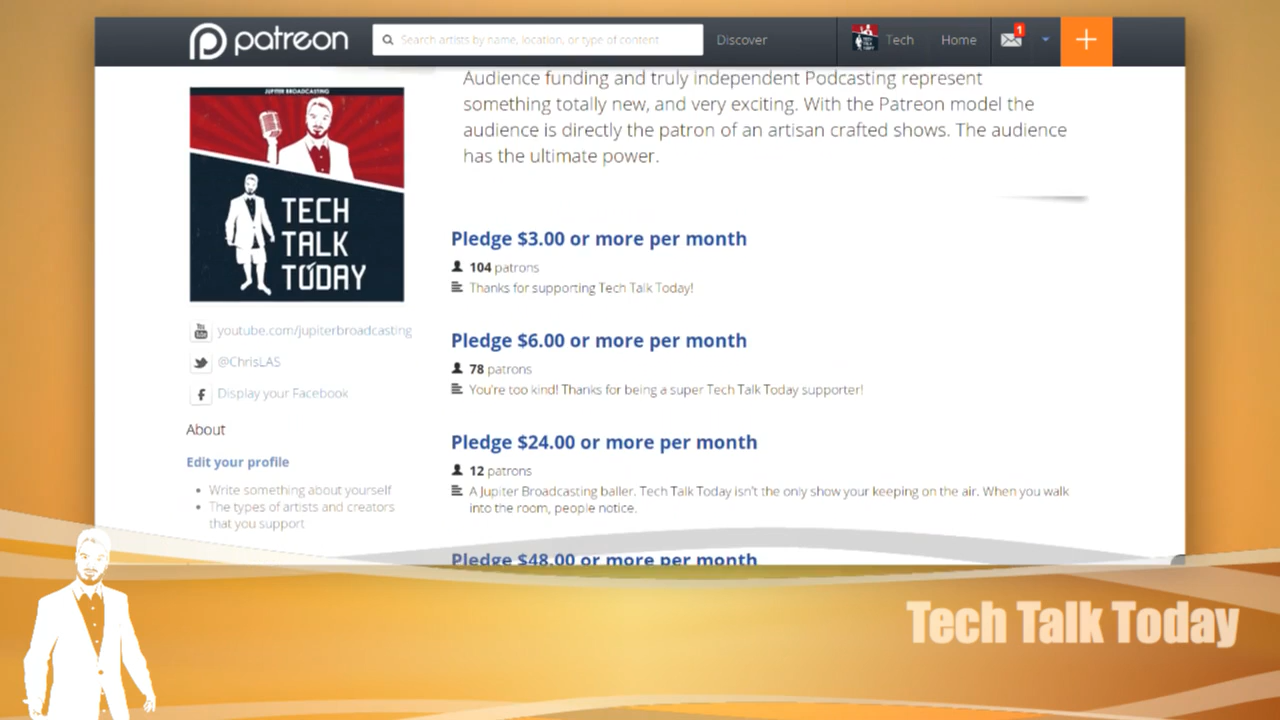 patreon
Search artists by name, location, or type of content
Discover
Tech
Home
1
JUPITER BROADCASTING
TECH
TALK
TODAY
youtube.com/jupiterbroadcasting
@ChrisLAS
Display your Facebook
About
Edit your profile
Write something about yourself
The types of artists and creators
that you support
Audience funding and truly independent Podcasting represent
something totally new, and very exciting. With the Patreon model the
audience is directly the patron of an artisan crafted shows. The audience
has the ultimate power.
Pledge $3.00 or more per month
104 patrons
Thanks for supporting Tech Talk Today!
Pledge $6.00 or more per month
78 patrons
You're too kind! Thanks for being a super Tech Talk Today supporter!
Pledge $24.00 or more per month
12 patrons
A Jupiter Broadcasting baller. Tech Talk Today isn't the only show your keeping on the air. When you walk
into the room, people notice.
Pledge $48.00 or more per month
Tech Talk Today